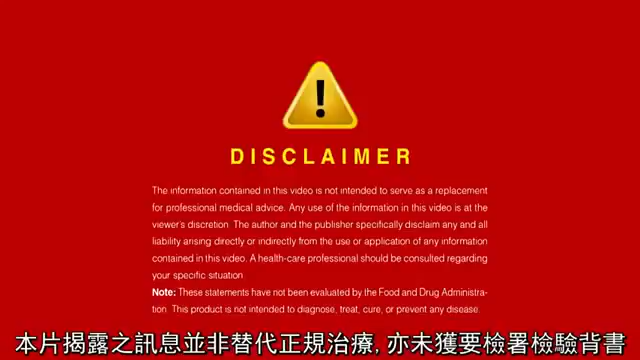 !
DISCLAIMER
The information contained in this video is not intended to serve as a replacement
for professional medical advice. Any use of the information in this video is at the
viewer's discretion. The author and the publisher specifically disclaim any and all
liability arising directly or indirectly from the use or application of any information
contained in this video. A health-care professional should be consulted regarding
your specific situation
Note: These statements have not been evaluated by the Food and Drug Administra-
tion. This product is not intended to diagnose, treat, cure, or prevent any disease.
本片揭露之訊息並非替代正規治療, 亦未獲要檢署檢驗背書